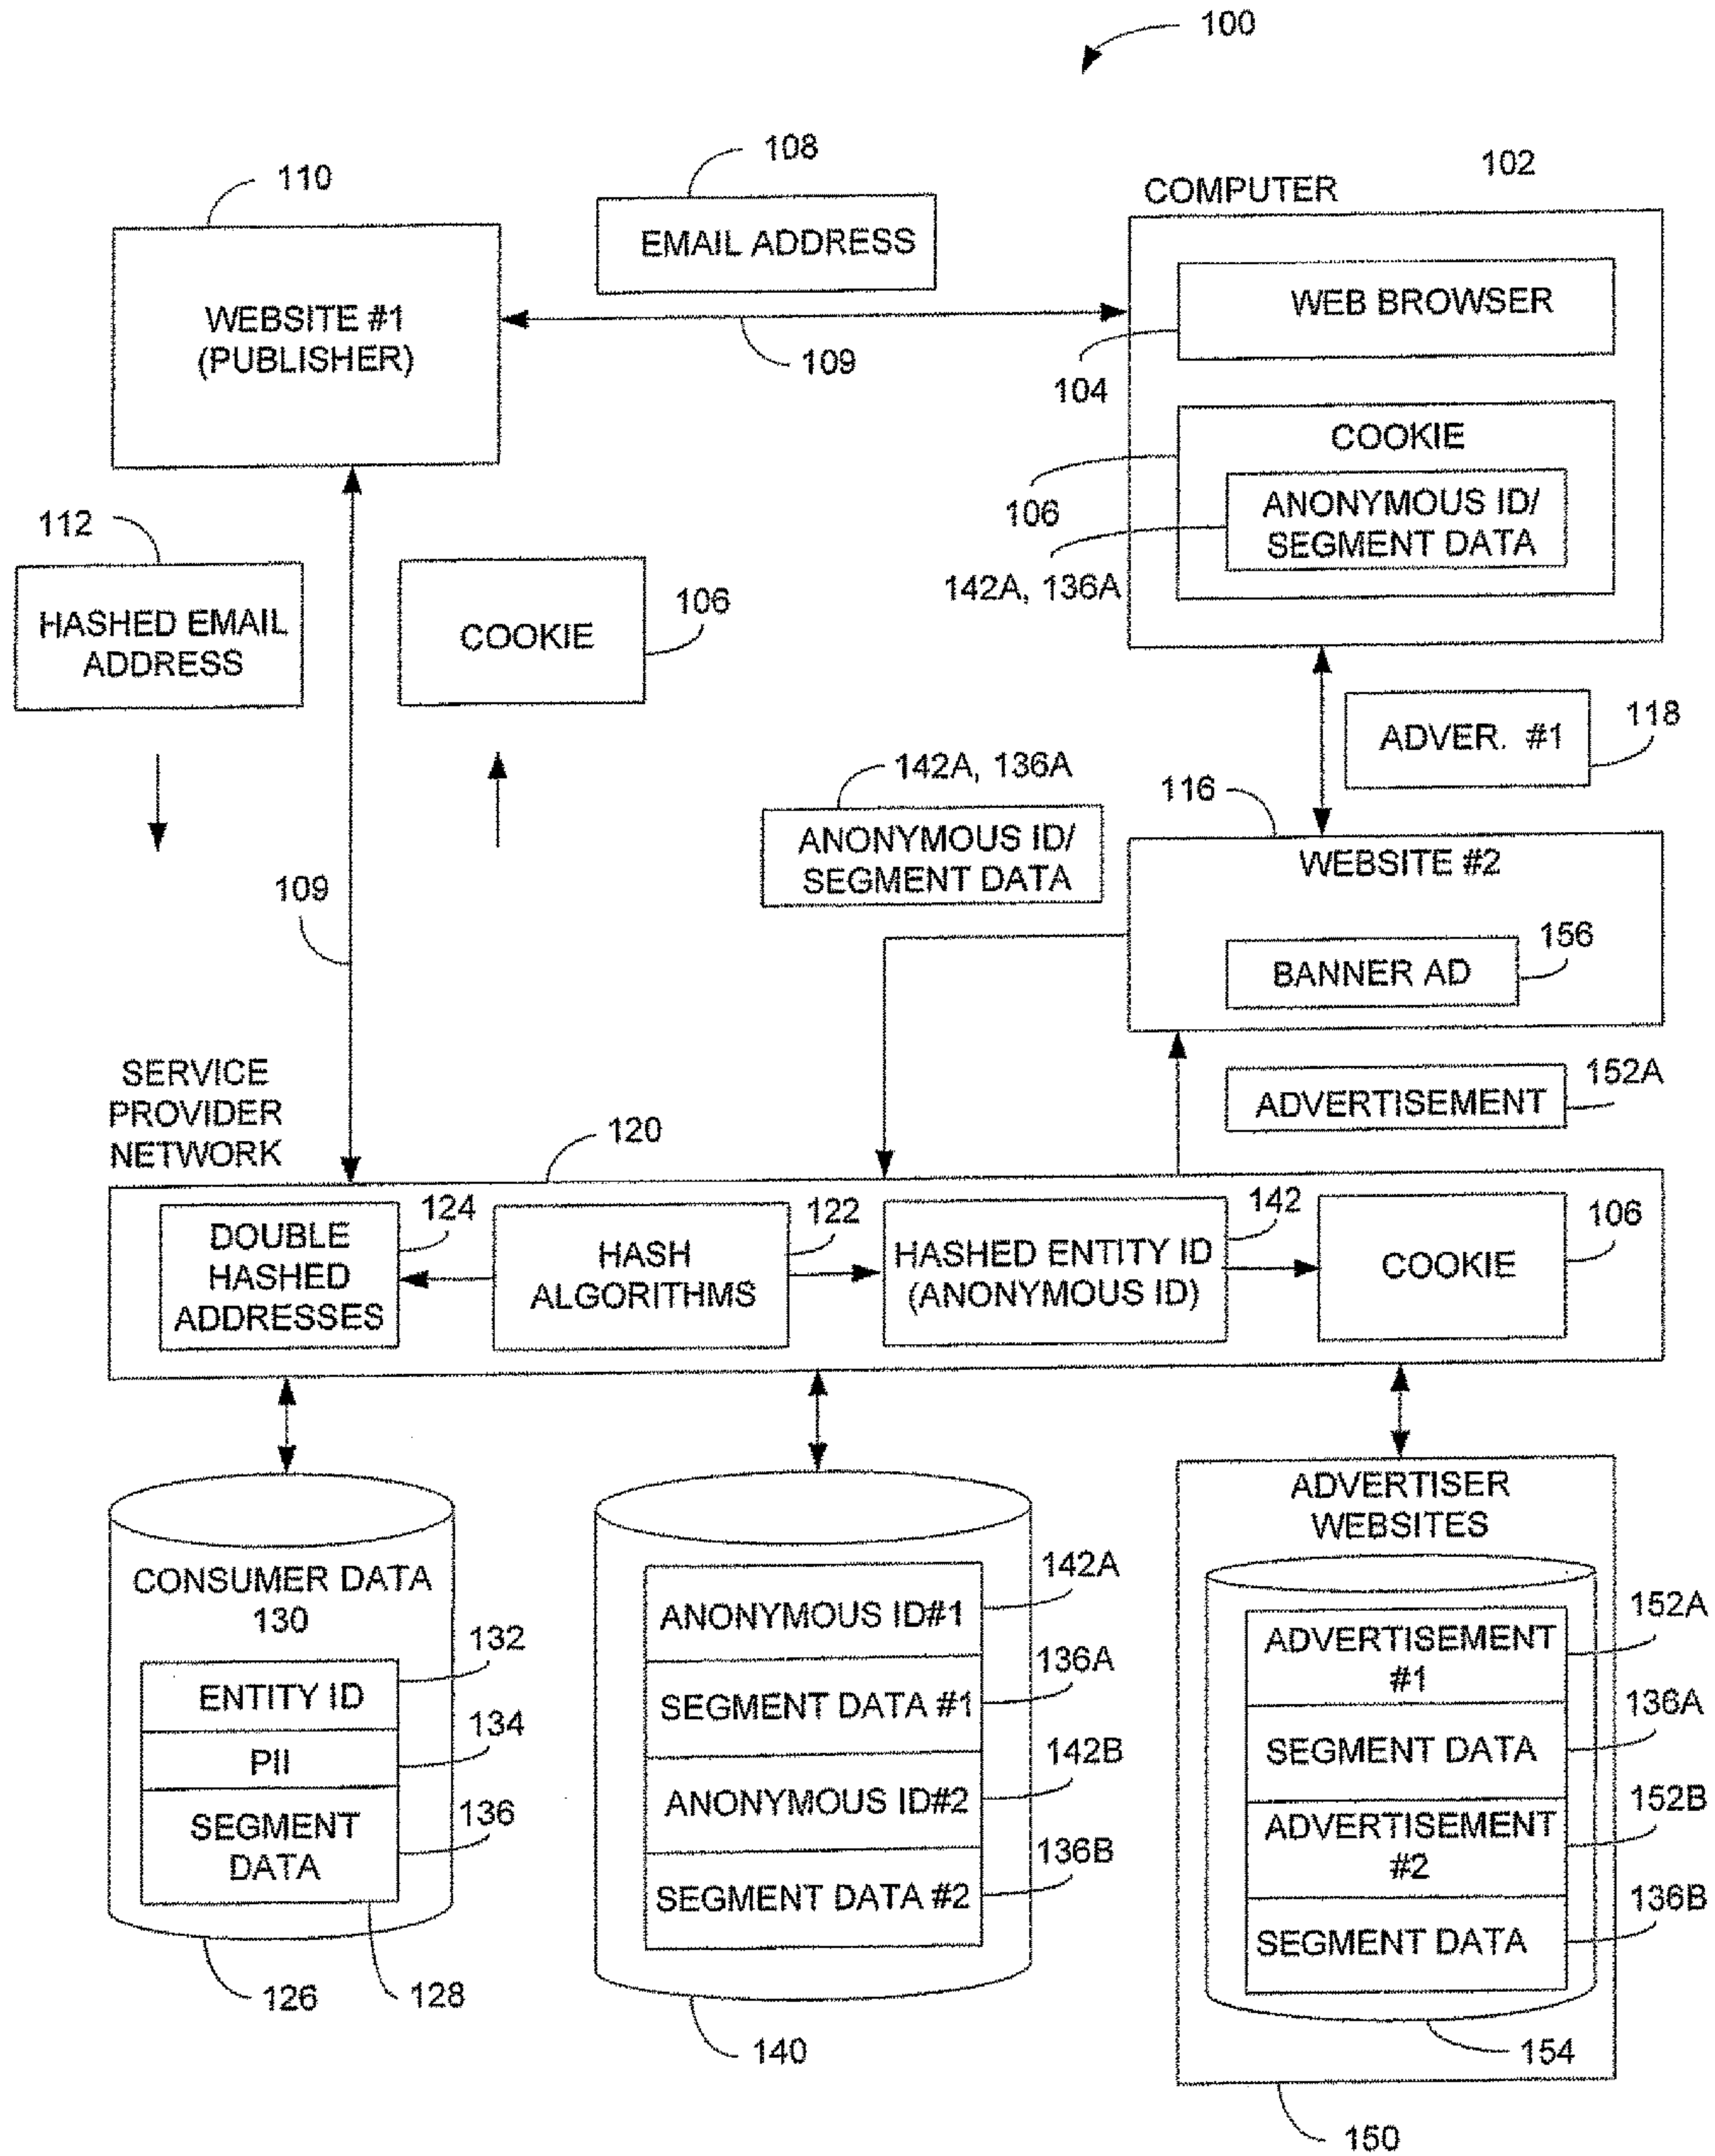 100
108
110
102
COMPUTER
EMAIL ADDRESS
WEB BROWSER
WEBSITE #1
(PUBLISHER)
109
104
COOKIE
106
ANONYMOUS ID/
SEGMENT DATA
142A, 136A
112
HASHED EMAIL
ADDRESS
COOKIE
106
ADVER. #1
118
142A, 136A
116
ANONYMOUS ID/
SEGMENT DATA
WEBSITE #2
109
156
BANNER AD
SERVICE
PROVIDER
NETWORK
152A
ADVERTISEMENT
120
124
DOUBLE
HASHED
ADDRESSES
122
HASH
ALGORITHMS
142
HASHED ENTITY ID
(ANONYMOUS ID)
106
COOKIE
CONSUMER DATA
130
132
ENTITY ID
134
PII
136
SEGMENT
DATA
126
128
142A
ANONYMOUS ID#1
136A
SEGMENT DATA #1
142B
ANONYMOUS ID#2
136B
SEGMENT DATA #2
140
ADVERTISER
WEBSITES
152A
ADVERTISEMENT
#1
136A
SEGMENT DATA
152B
ADVERTISEMENT
#2
136B
SEGMENT DATA
154
150